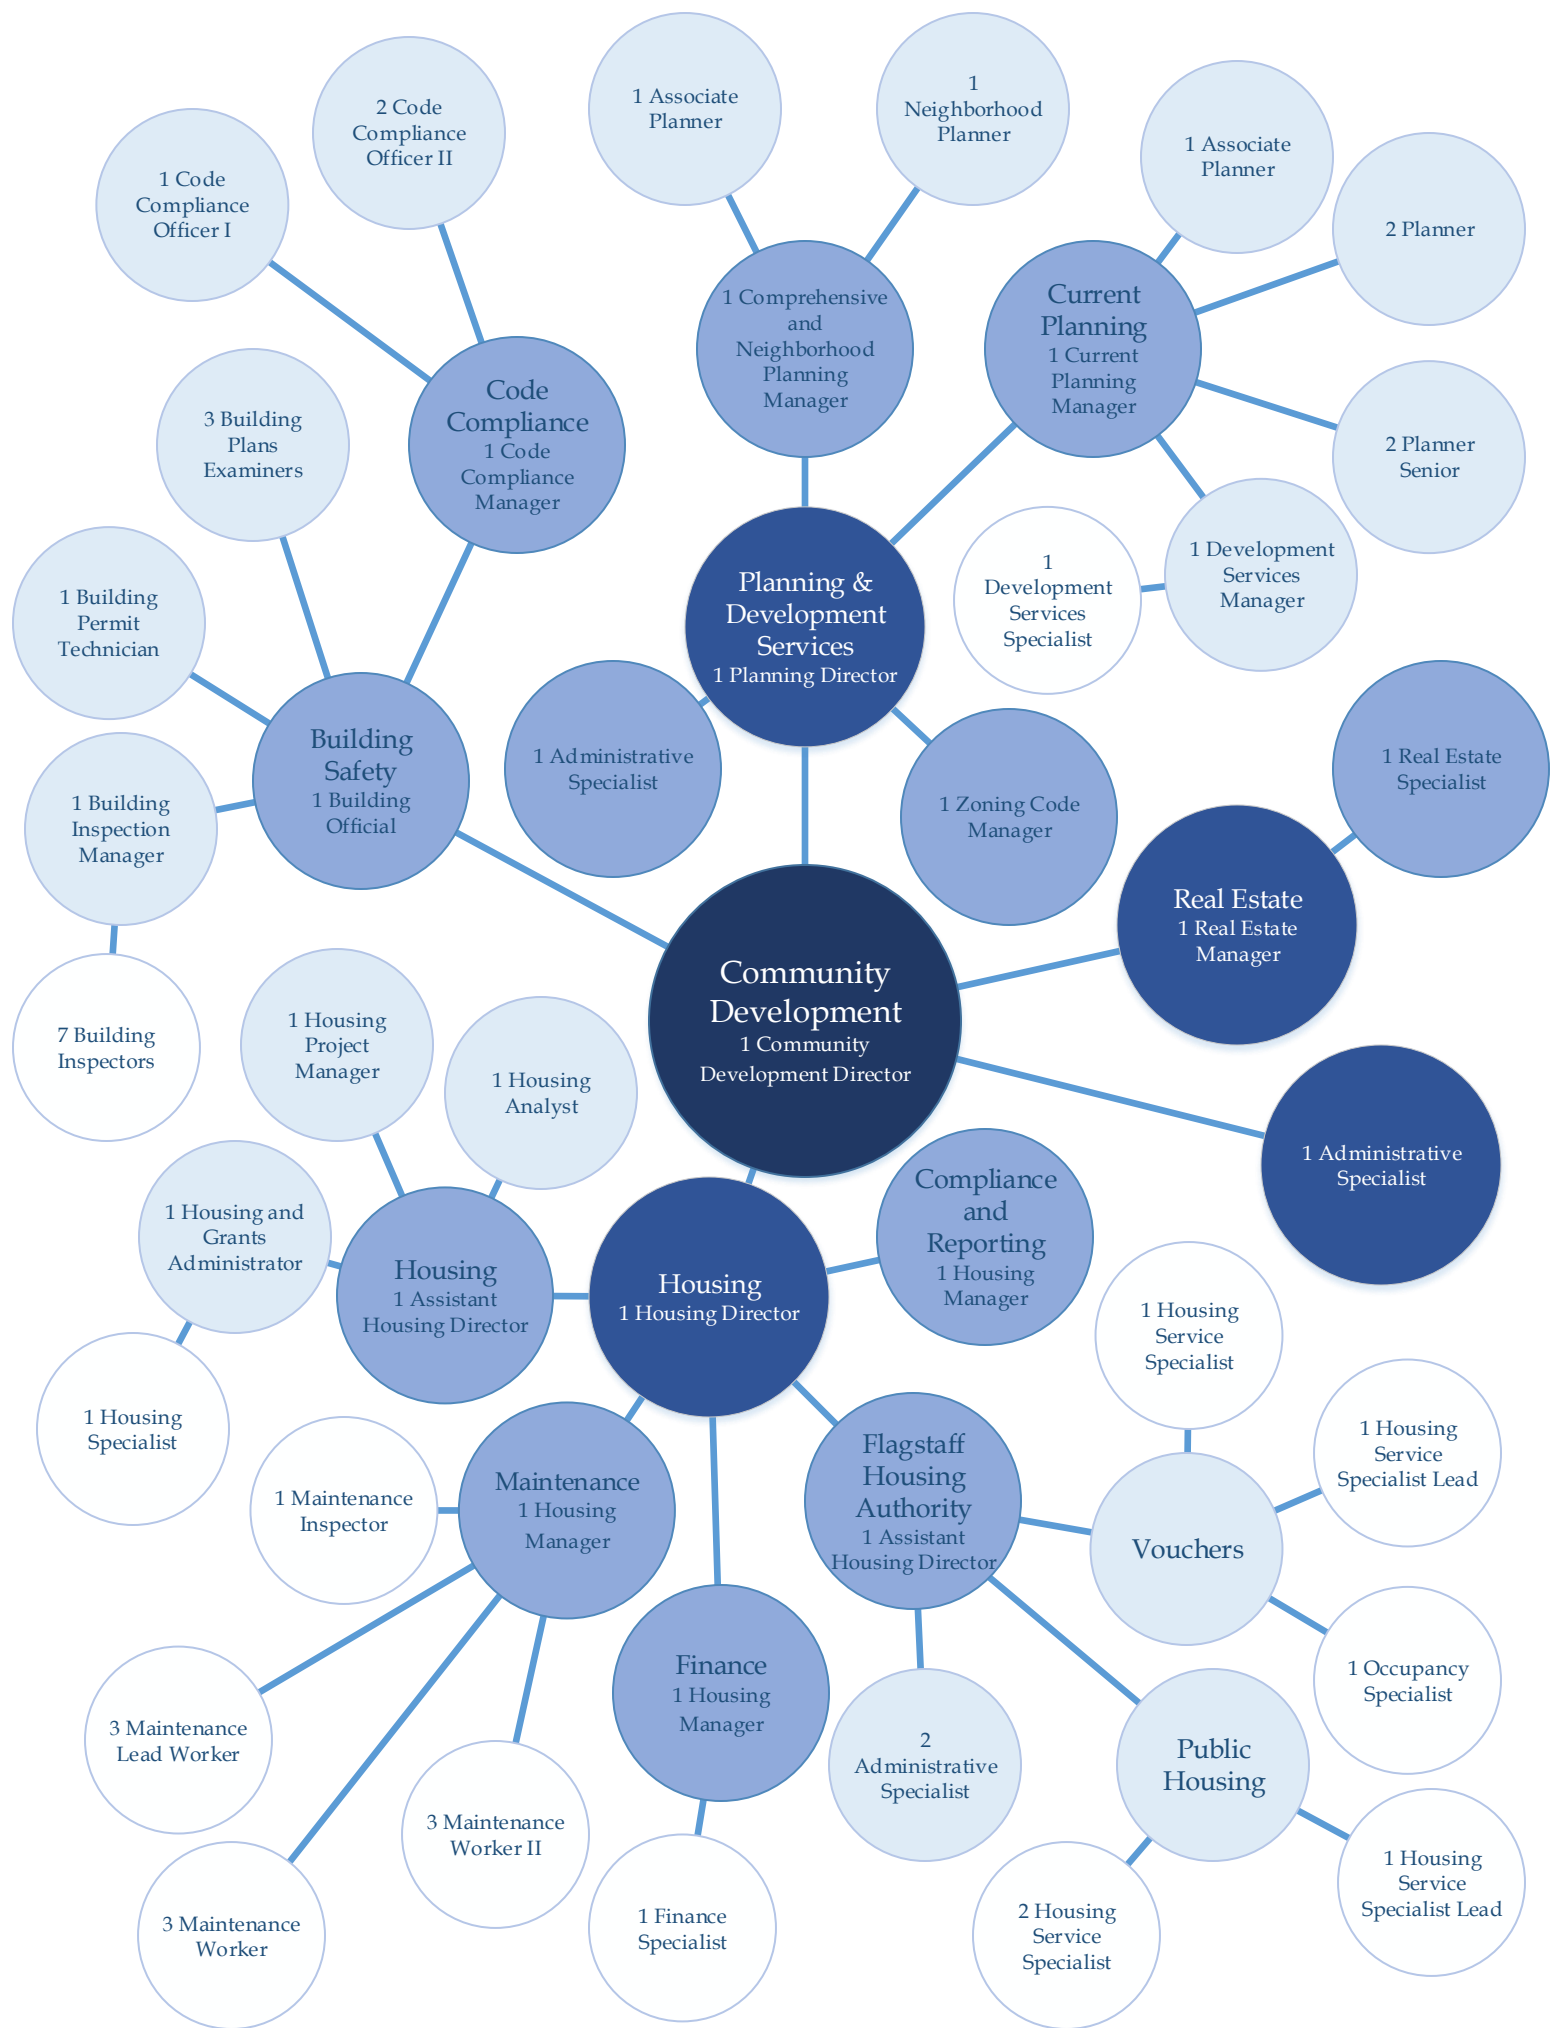 1 Associate
Planner
1
Neighborhood
Planner
2 Code
Compliance
Officer II
1 Associate
Planner
1 Code
Compliance
Officer I
2 Planner
1 Comprehensive
and
Neighborhood
Planning
Manager
Current
Planning
1 Current
Planning
Manager
Code
Compliance
1 Code
Compliance
Manager
3 Building
Plans
Examiners
2 Planner
Senior
1 Development
Services
Manager
1
Development
Services
Specialist
Planning &
Development
Services
1 Planning Director
1 Building
Permit
Technician
Building
Safety
1 Building
Official
1 Administrative
Specialist
1 Zoning Code
Manager
1 Real Estate
Specialist
1 Building
Inspection
Manager
Real Estate
1 Real Estate
Manager
Community
Development
1 Community
Development Director
7 Building
Inspectors
1 Housing
Project
Manager
1 Housing
Analyst
1 Administrative
Specialist
Compliance
and
Reporting
1 Housing
Manager
1 Housing and
Grants
Administrator
Housing
1 Assistant
Housing Director
Housing
1 Housing Director
1 Housing
Service
Specialist
1 Housing
Specialist
1 Housing
Service
Specialist Lead
Flagstaff
Housing
Authority
1 Assistant
Housing Director
Maintenance
1 Housing
Manager
1 Maintenance
Inspector
Vouchers
Finance
1 Housing
Manager
1 Occupancy
Specialist
3 Maintenance
Lead Worker
2
Administrative
Specialist
Public
Housing
3 Maintenance
Worker II
1 Housing
Service
Specialist Lead
3 Maintenance
Worker
1 Finance
Specialist
2 Housing
Service
Specialist